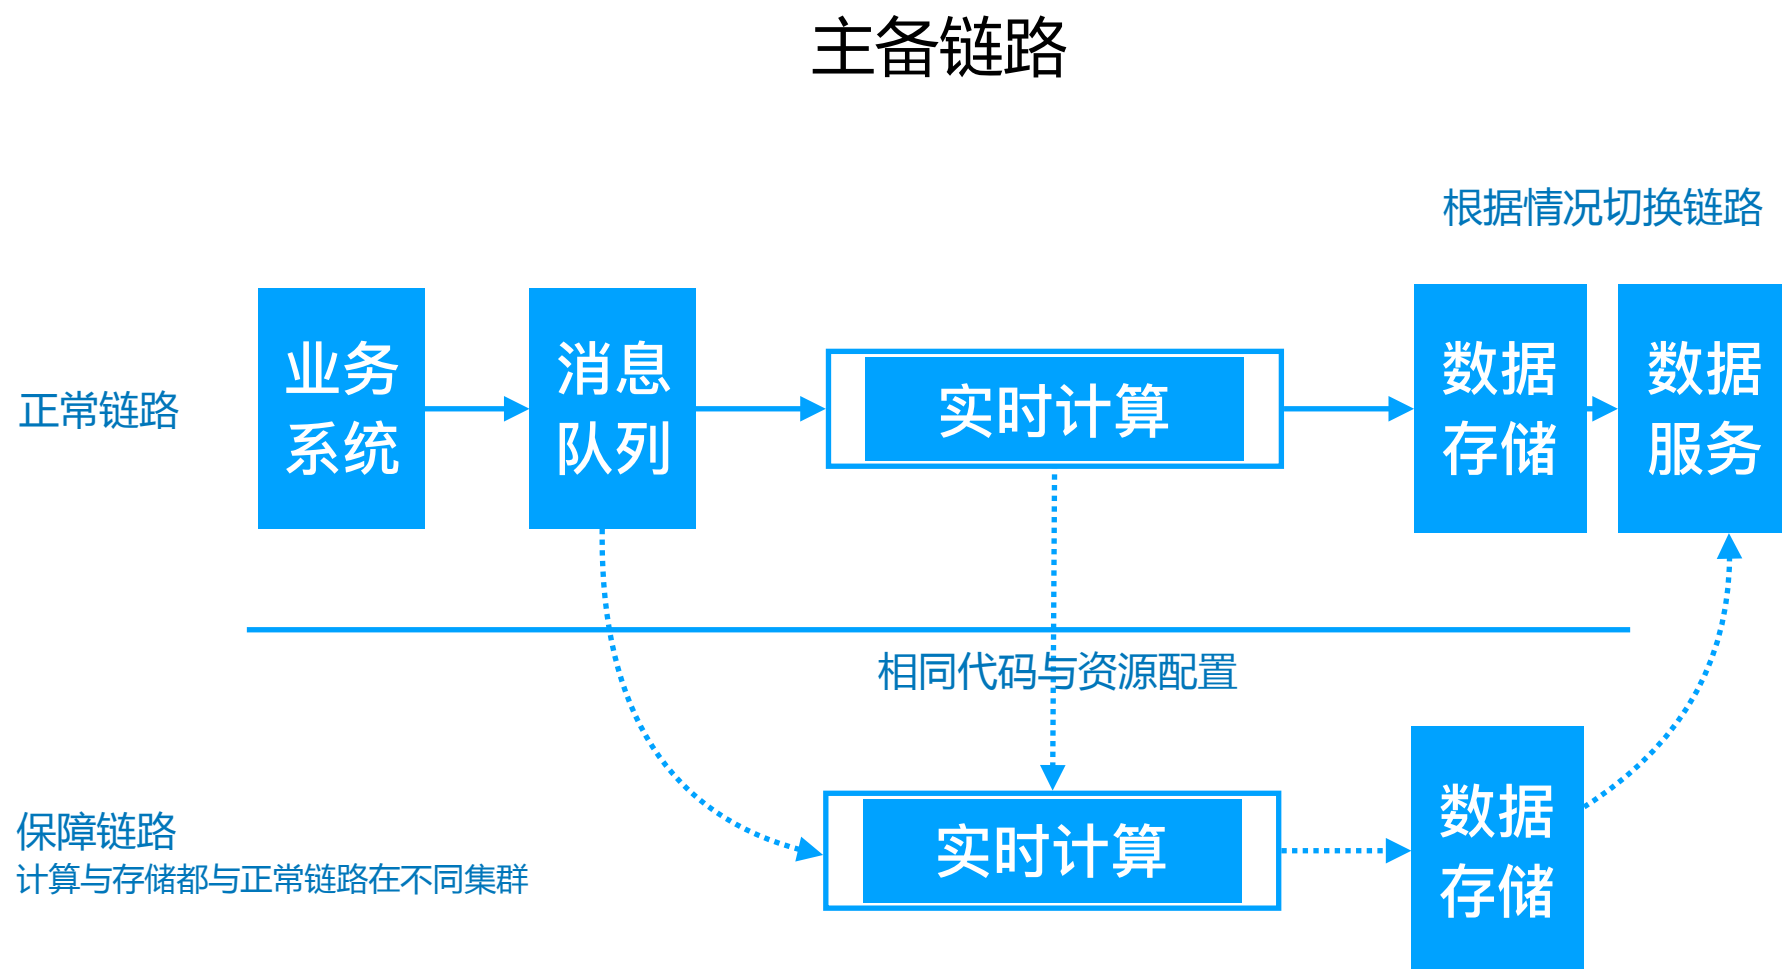 主备链路
根据情况切换链路
正常链路
业务
系统
消息
队列
实时计算
数据
存储
数据
服务
相同代码与资源配置
保障链路
计算与存储都与正常链路在不同集群
实时计算
数据
存储